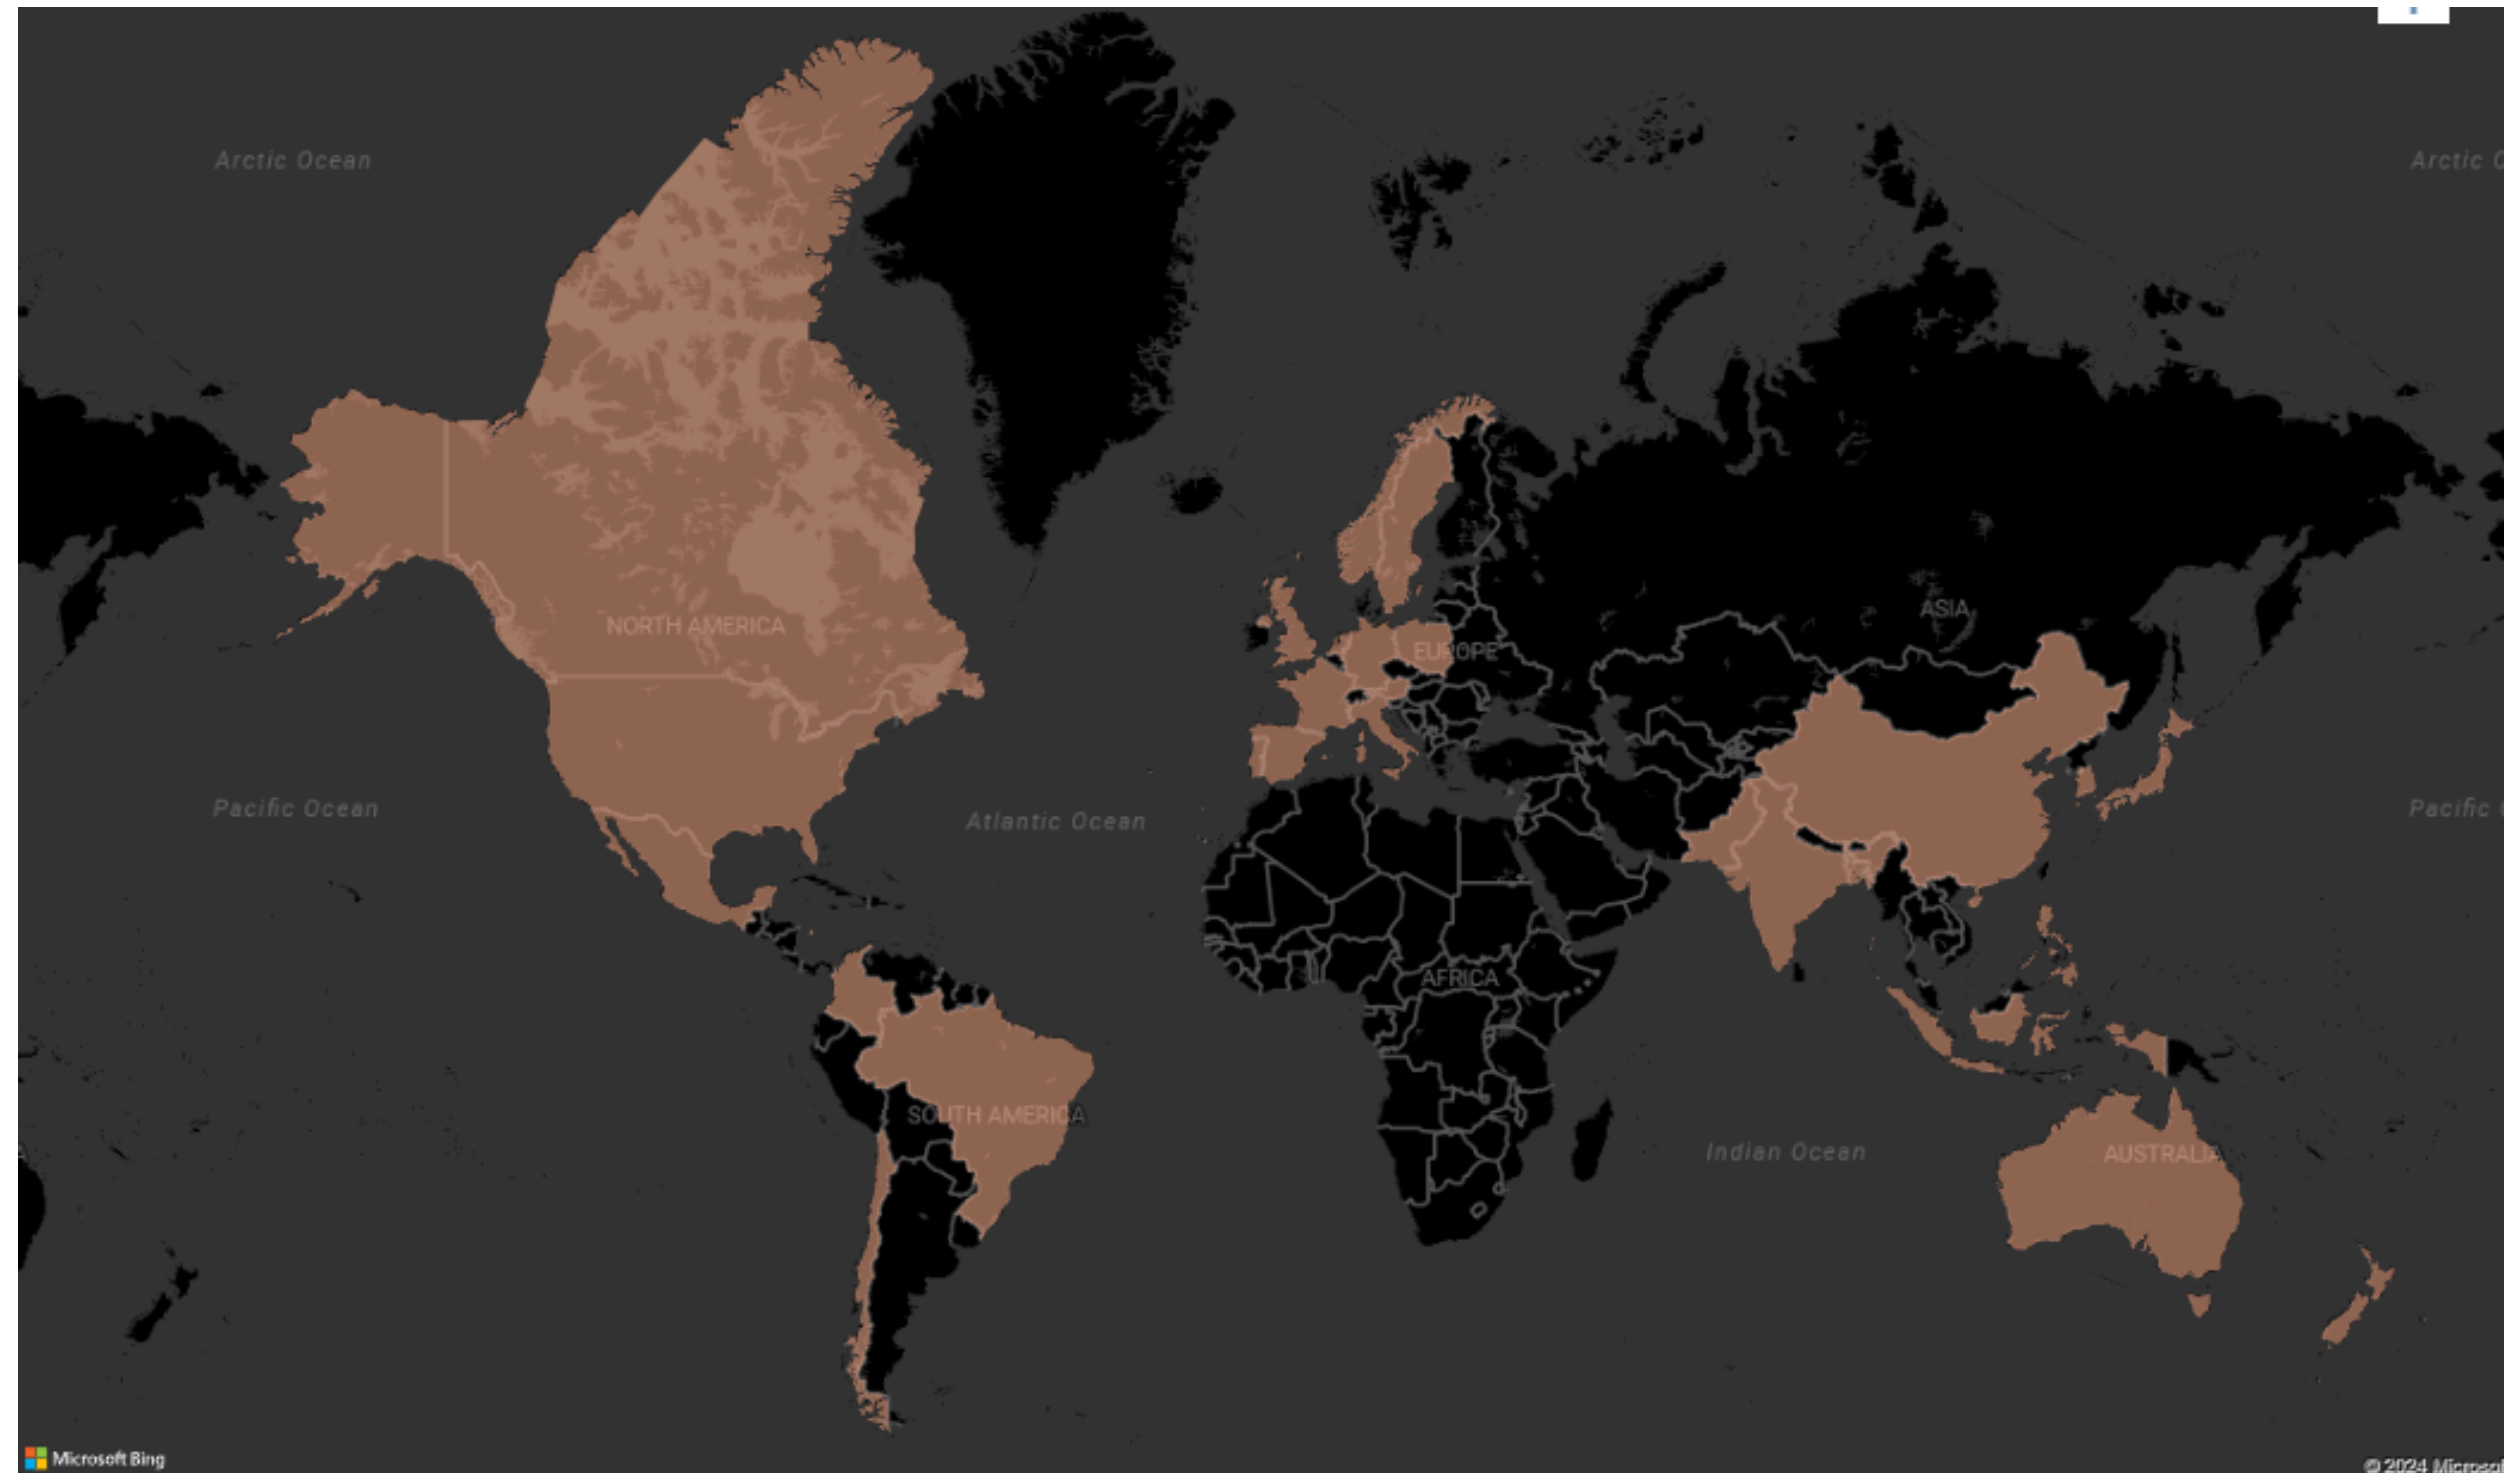 Arctic Ocean
Arctic
NORTH AMERICA
ASIA
EUROPE
Pacific Ocean
Atlantic Ocean
Pacific
AFRICA
SOUTH AMERICA
Indian Ocean
AUSTRALIA
Microsoft Bing
© 2024